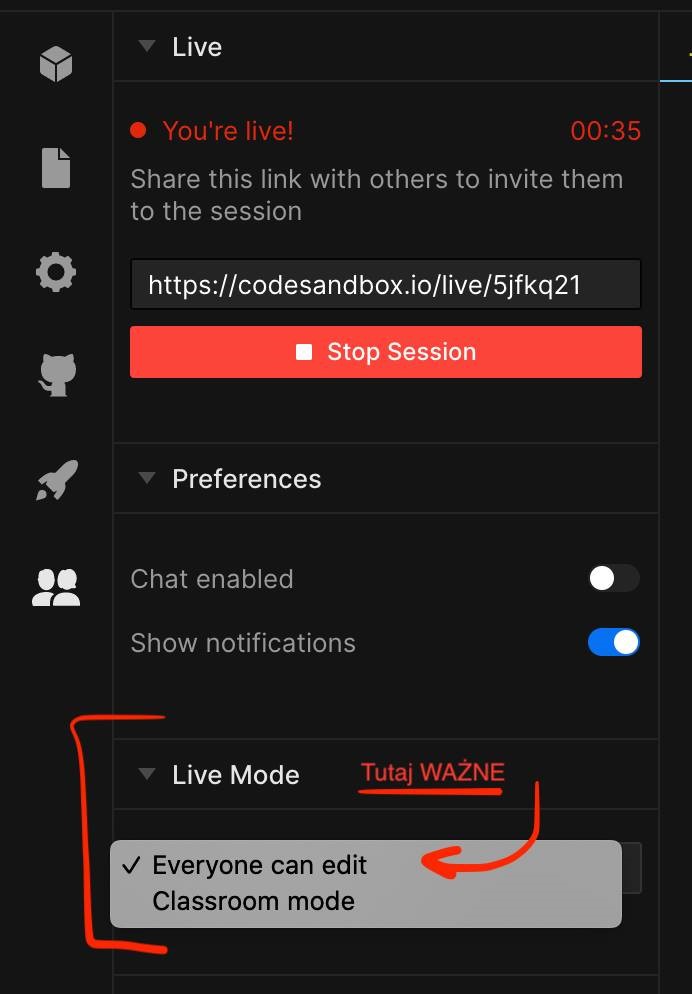 Live
You're live! 00:35
Share this link with others to invite them
to the session
https://codesandbox.io/live/5jfkq21
Stop Session
Preferences
Chat enabled
Show notifications
Live Mode Tutaj WAŻNE
✓ Everyone can edit
Classroom mode